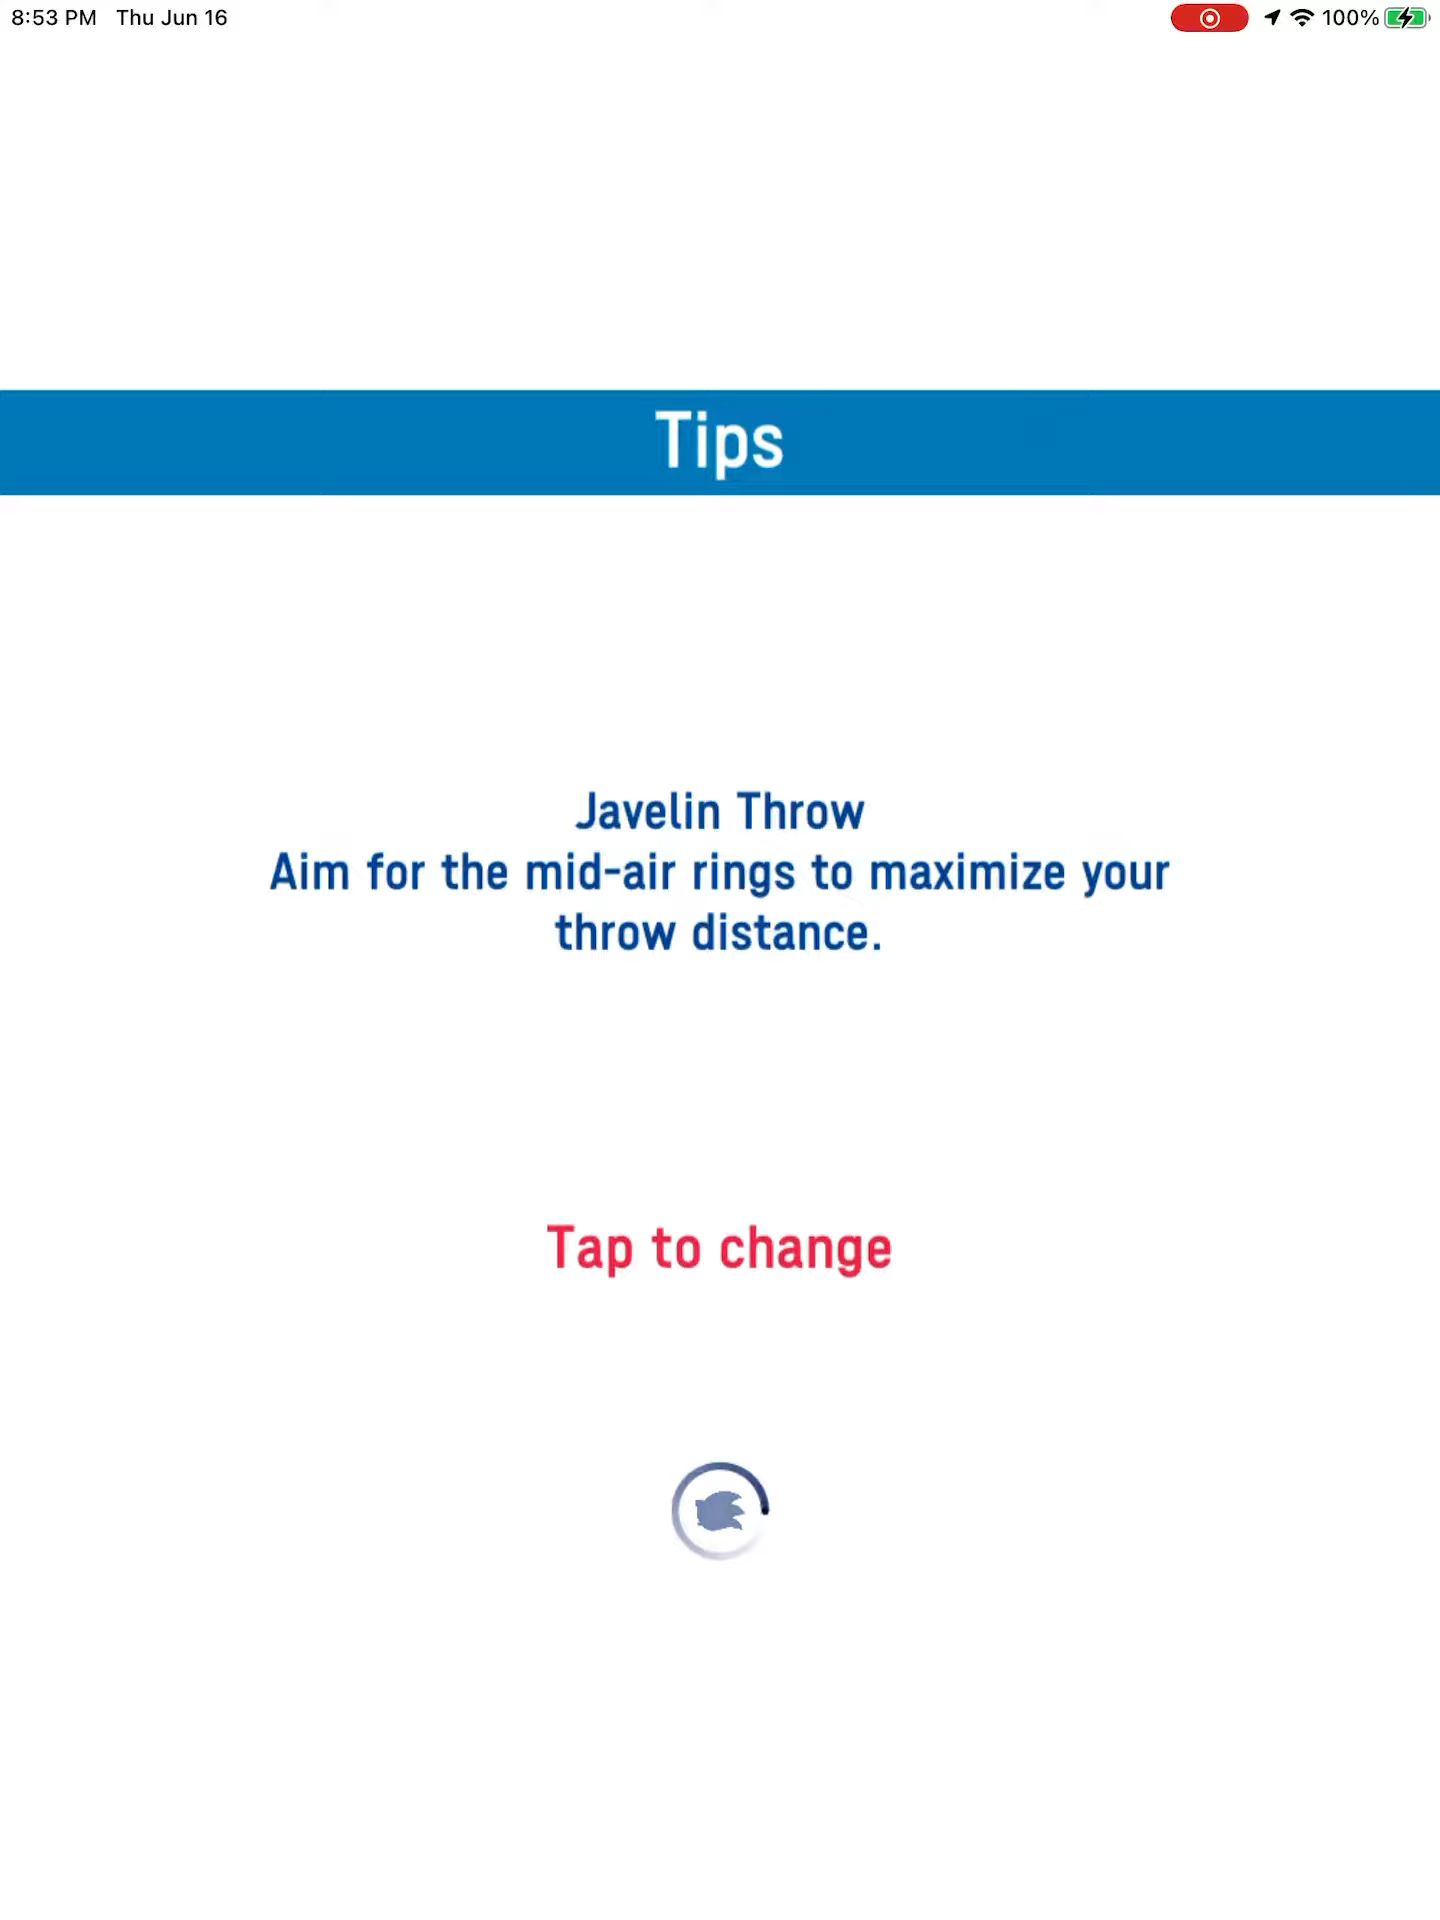 8:53 PM Thu Jun 16 100%
Tips
Javelin Throw
Aim for the mid-air rings to maximize your
throw distance.
Tap to change